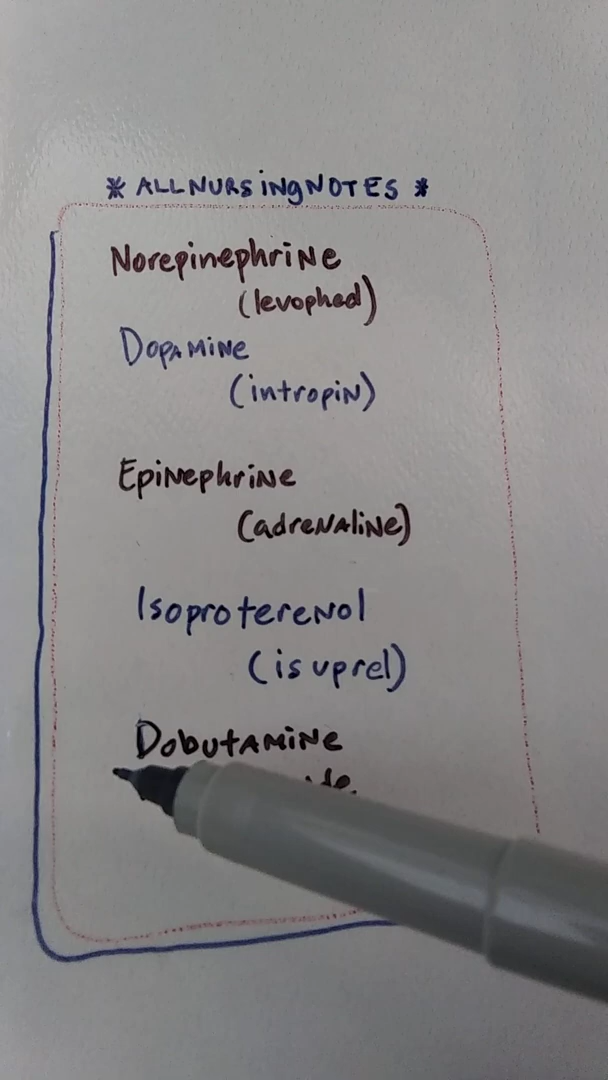 * ALLNURSINGNOTES *
Norepinephrine
(levophed)
Dopamine
(intropin)
Epinephrine
(adrenaline)
Isoproterenol
(isuprel)
Dobutamine